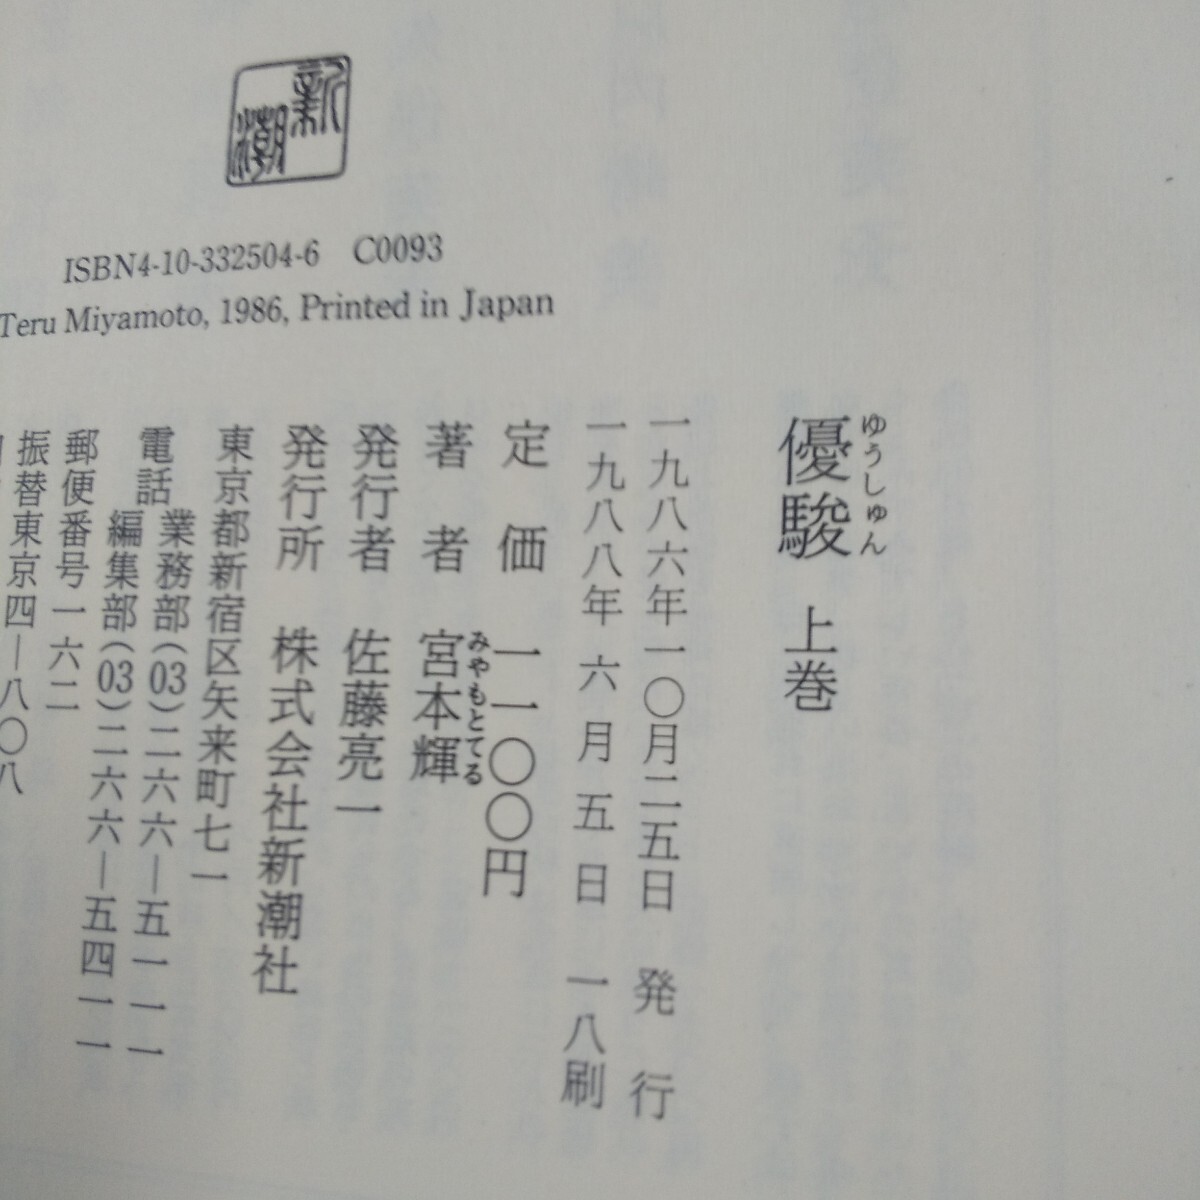 新潮
ISBN4-10-332504-6 C0093
Teru Miyamoto, 1986, Printed in Japan
ゆうしゅん
優駿 上巻
一九八六年一〇月二五日 発行
一九八八年 六月 五日 一八刷
定価 一一〇〇円
みやもとてる
著者 宮本輝
発行者 佐藤亮一
発行所 株式会社新潮社
東京都新宿区矢来町七一
電話 業務部(03)二六六―五一一一
編集部(03)二六六―五四一一
郵便番号一六二
振替東京四―八〇八